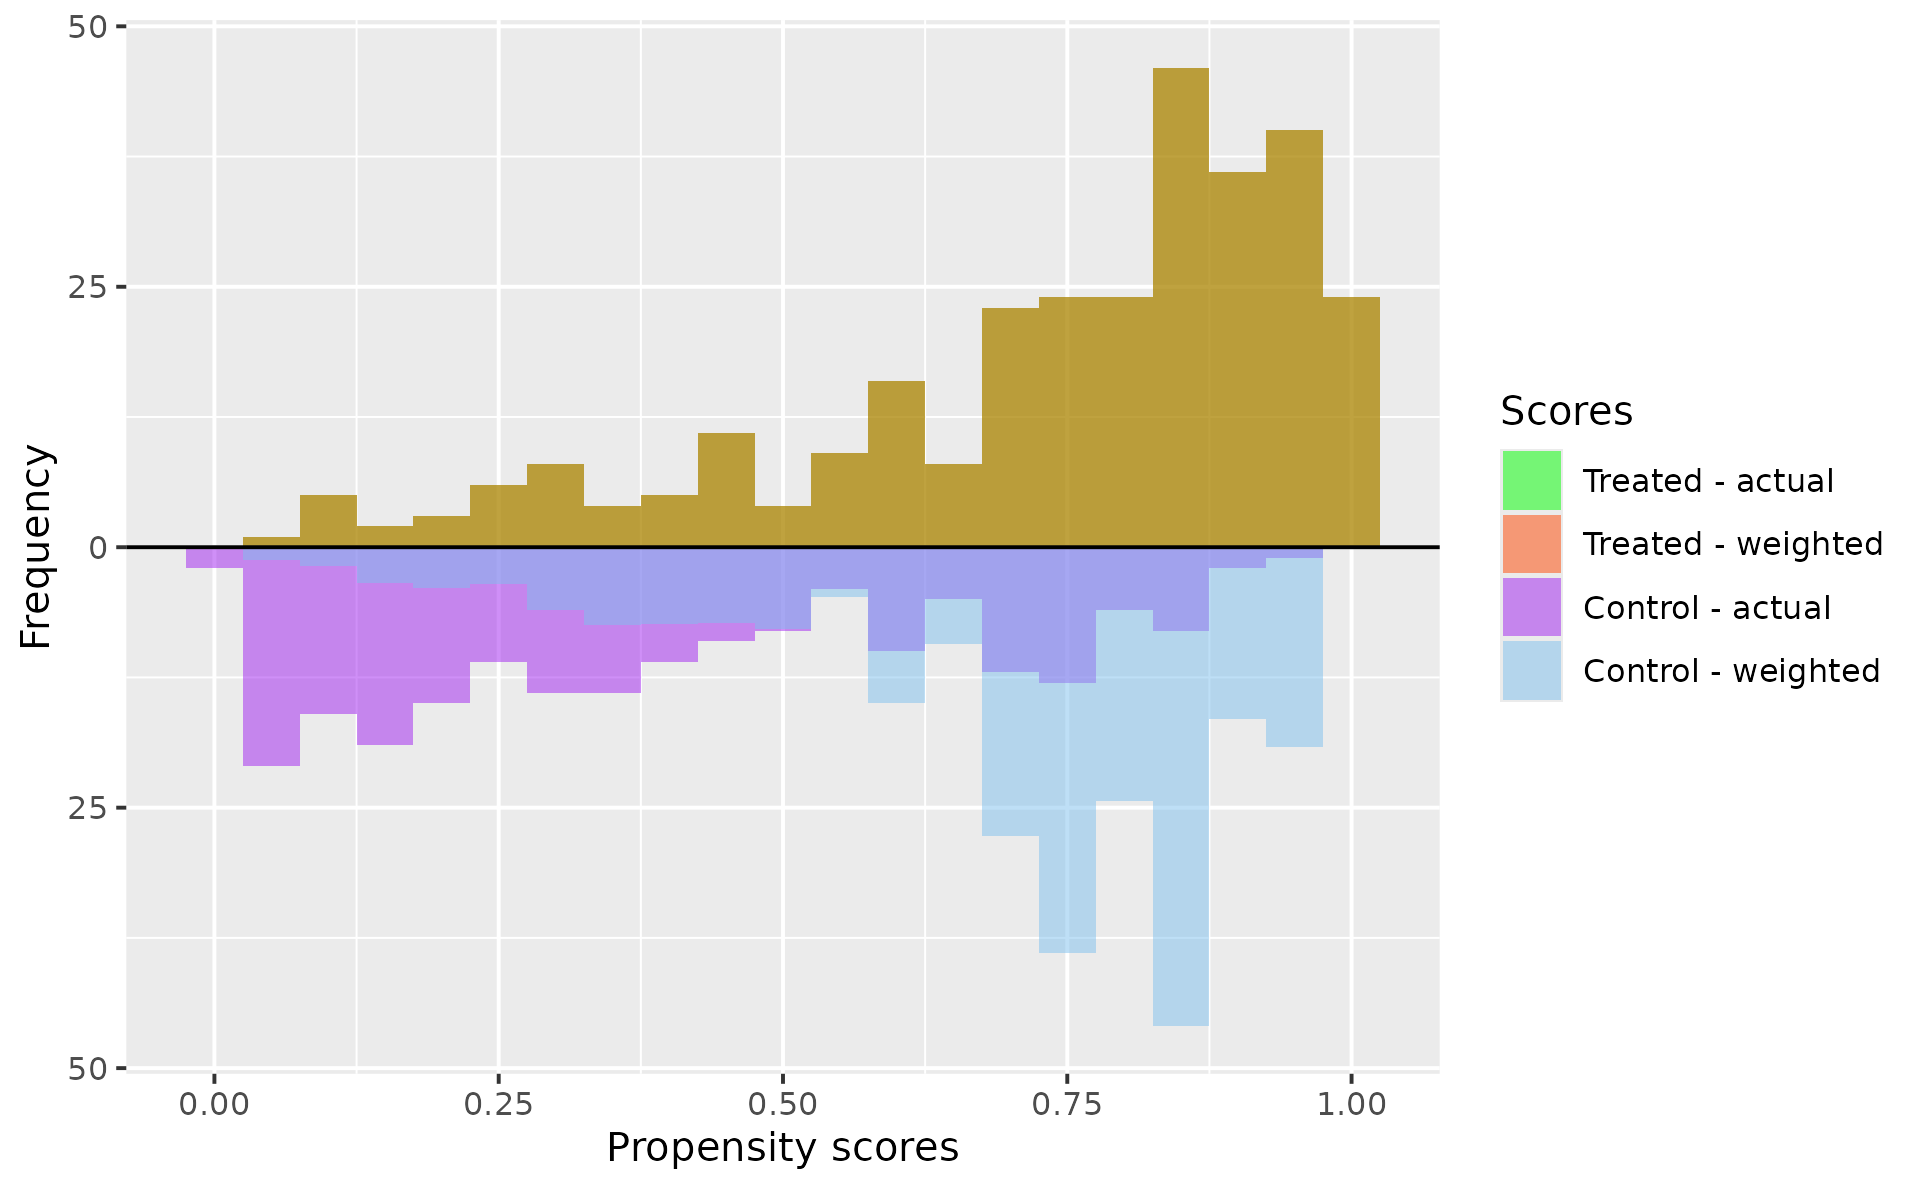 50
25
0
25
50
Frequency
0.00 0.25 0.50 0.75 1.00
Propensity scores
Scores
Treated - actual
Treated - weighted
Control - actual
Control - weighted